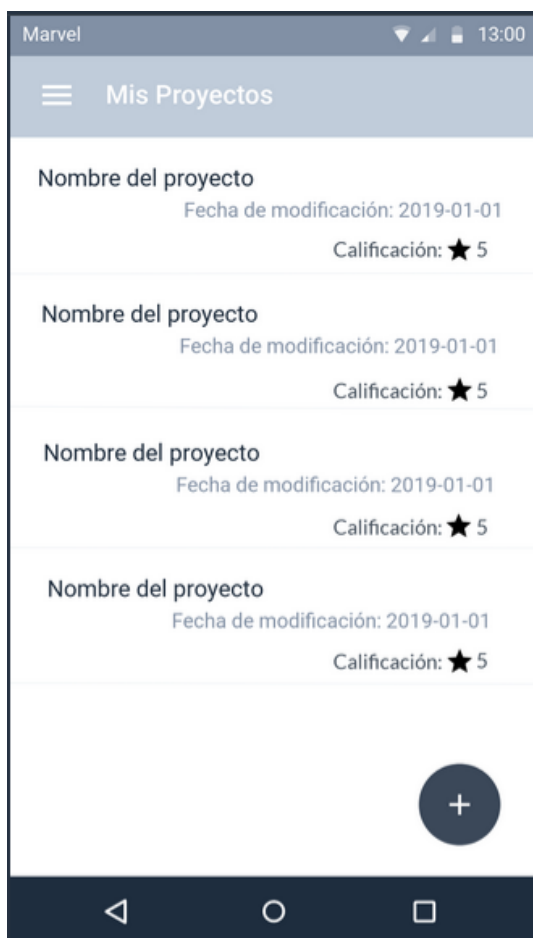 Marvel 13:00
Mis Proyectos
Nombre del proyecto
Fecha de modificación: 2019-01-01
Calificación: ★ 5
Nombre del proyecto
Fecha de modificación: 2019-01-01
Calificación: ★ 5
Nombre del proyecto
Fecha de modificación: 2019-01-01
Calificación: ★ 5
Nombre del proyecto
Fecha de modificación: 2019-01-01
Calificación: ★ 5
+